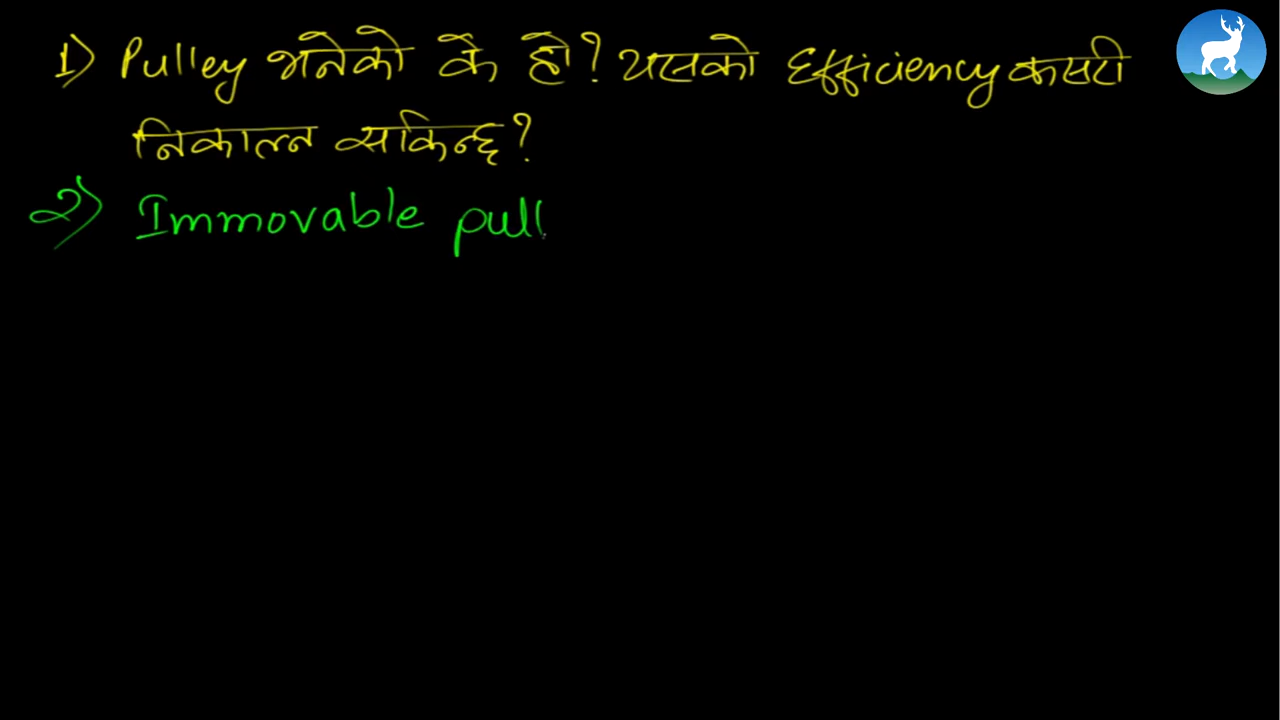 1) Pulley भनेको के हो? यसको Efficiency कसरी
निकाल्न सकिन्छ?
2) Immovable pull